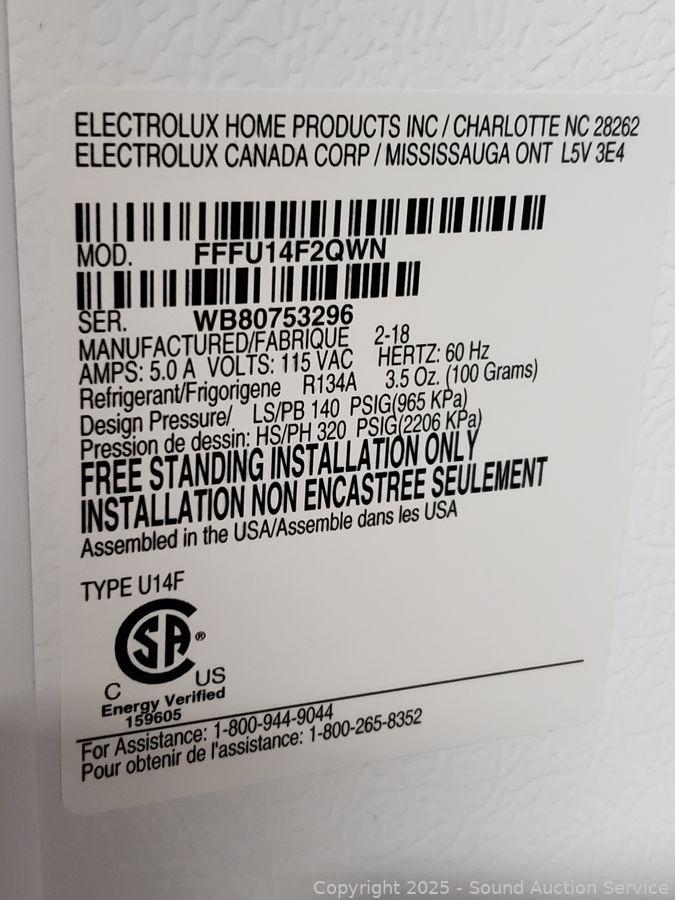 ELECTROLUX HOME PRODUCTS INC / CHARLOTTE NC 28262
ELECTROLUX CANADA CORP / MISSISSAUGA ONT L5V 3E4
MOD. FFFU14F2QWN
SER. WB80753296
MANUFACTURED/FABRIQUE 2-18
AMPS: 5.0 A VOLTS: 115 VAC HERTZ: 60 Hz
Refrigerant/Frigorigene R134A 3.5 Oz. (100 Grams)
Design Pressure/ LS/PB 140 PSIG(965 KPa)
Pression de dessin: HS/PH 320 PSIG(2206 KPa)
FREE STANDING INSTALLATION ONLY
INSTALLATION NON ENCASTREE SEULEMENT
Assembled in the USA/Assemble dans les USA
TYPE U14F
CSA®
C US
Energy Verified
159605
For Assistance: 1-800-944-9044
Pour obtenir de l'assistance: 1-800-265-8352
Copyright 2025 - Sound Auction Service